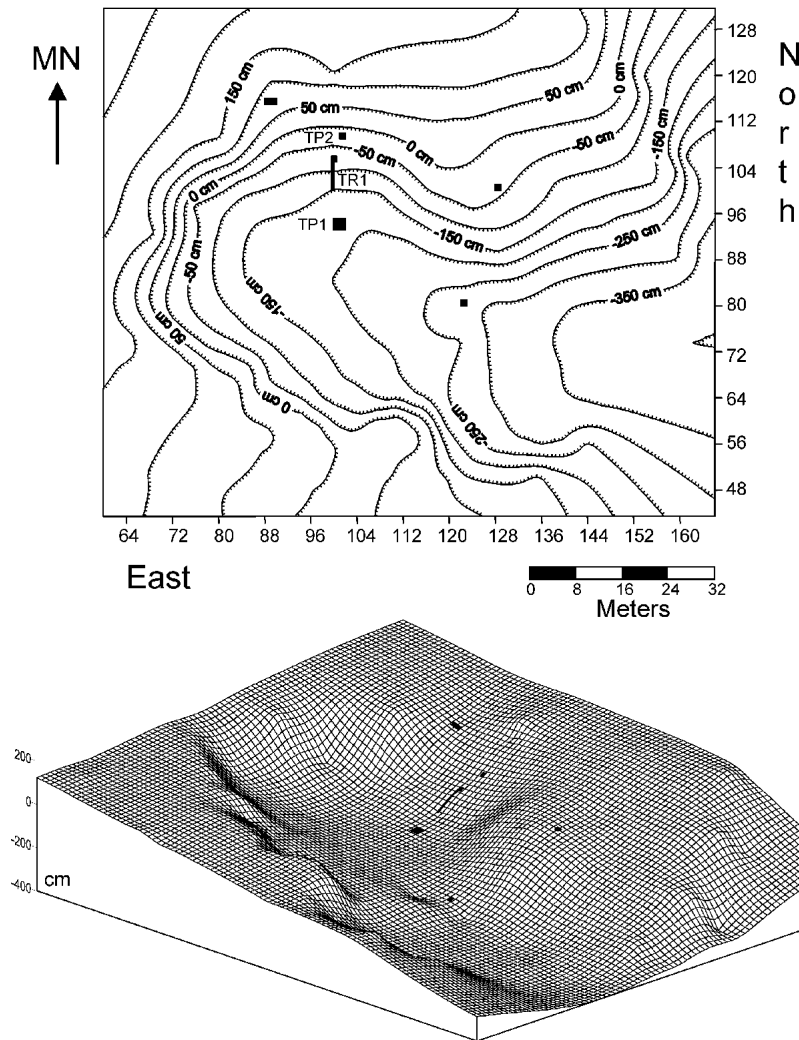 MN
North
128
120
112
104
96
88
80
72
64
56
48
150 cm
50 cm
50 cm
0 cm
TP2
0 cm
-50 cm
-50 cm
-150 cm
0 cm
TR1
TP1
-150 cm
-250 cm
-50 cm
-150 cm
-350 cm
50 cm
0 cm
-250 cm
64 72 80 88 96 104 112 120 128 136 144 152 160
East
0 8 16 24 32
Meters
200
0
-200
-400
cm